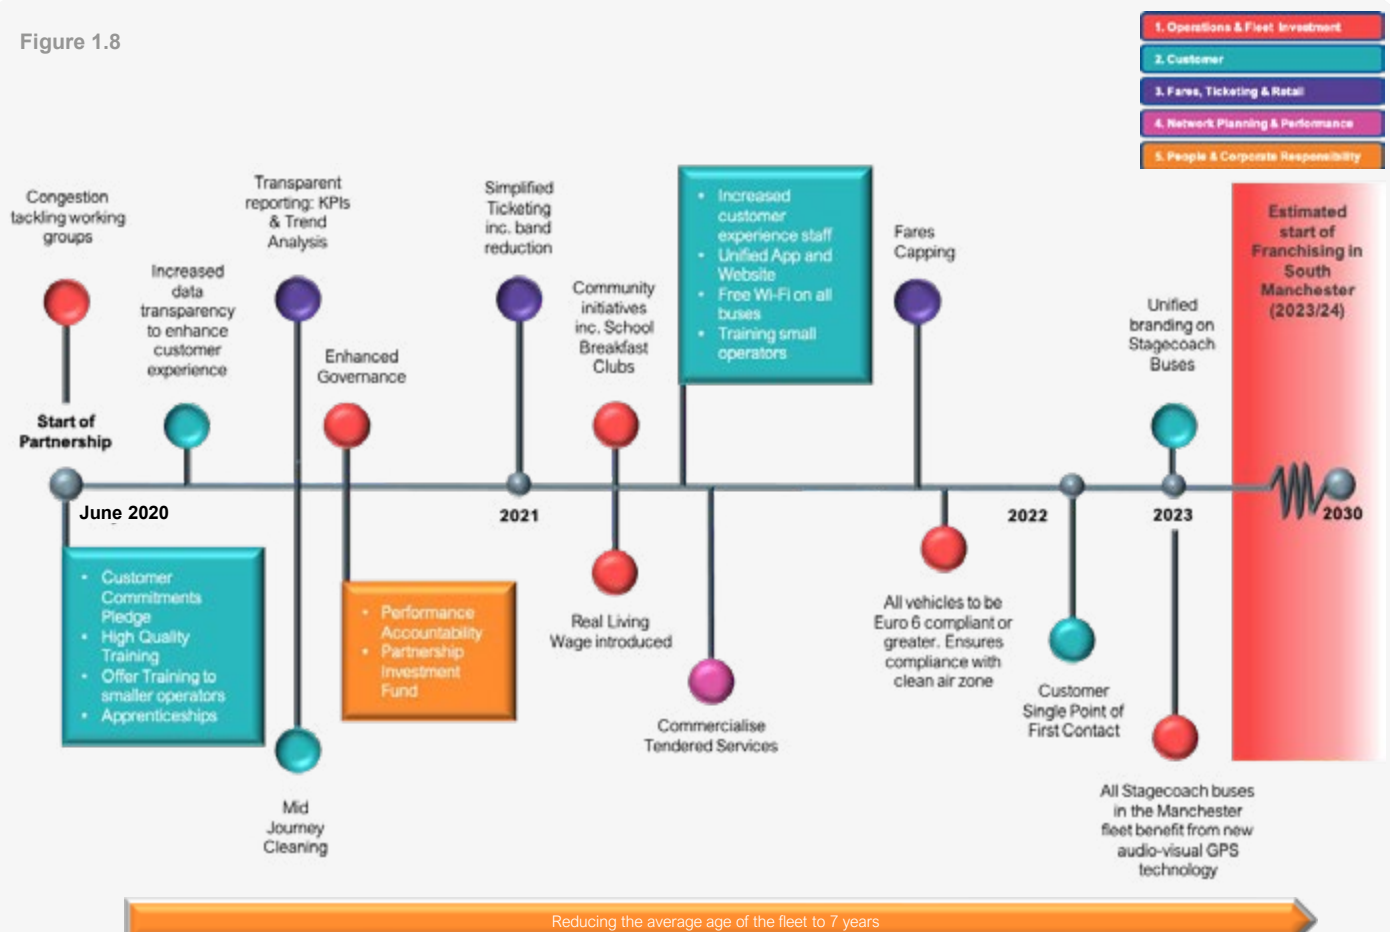 Figure 1.8
1. Operations & Fleet Investment
2. Customer
3. Fares, Ticketing & Retail
4. Network Planning & Performance
5. People & Corporate Responsibility
Congestion
tackling working
groups
Increased
data
transparency
to enhance
customer
experience
Transparent
reporting: KPIs
& Trend
Analysis
Enhanced
Governance
Simplified
Ticketing
inc. band
reduction
Community
initiatives
inc. School
Breakfast
Clubs
• Increased
customer
experience staff
• Unified App and
Website
• Free Wi-Fi on all
buses
• Training small
operators
Fares
Capping
Unified
branding on
Stagecoach
Buses
Estimated
start of
Franchising in
South
Manchester
(2023/24)
Start of
Partnership
June 2020
2021
2022
2023
2030
• Customer
Commitments
Pledge
• High Quality
Training
• Offer Training to
smaller operators
• Apprenticeships
Mid
Journey
Cleaning
• Performance
Accountability
• Partnership
Investment
Fund
Real Living
Wage introduced
Commercialise
Tendered Services
All vehicles to be
Euro 6 compliant or
greater. Ensures
compliance with
clean air zone
Customer
Single Point of
First Contact
All Stagecoach buses
in the Manchester
fleet benefit from new
audio-visual GPS
technology
Reducing the average age of the fleet to 7 years